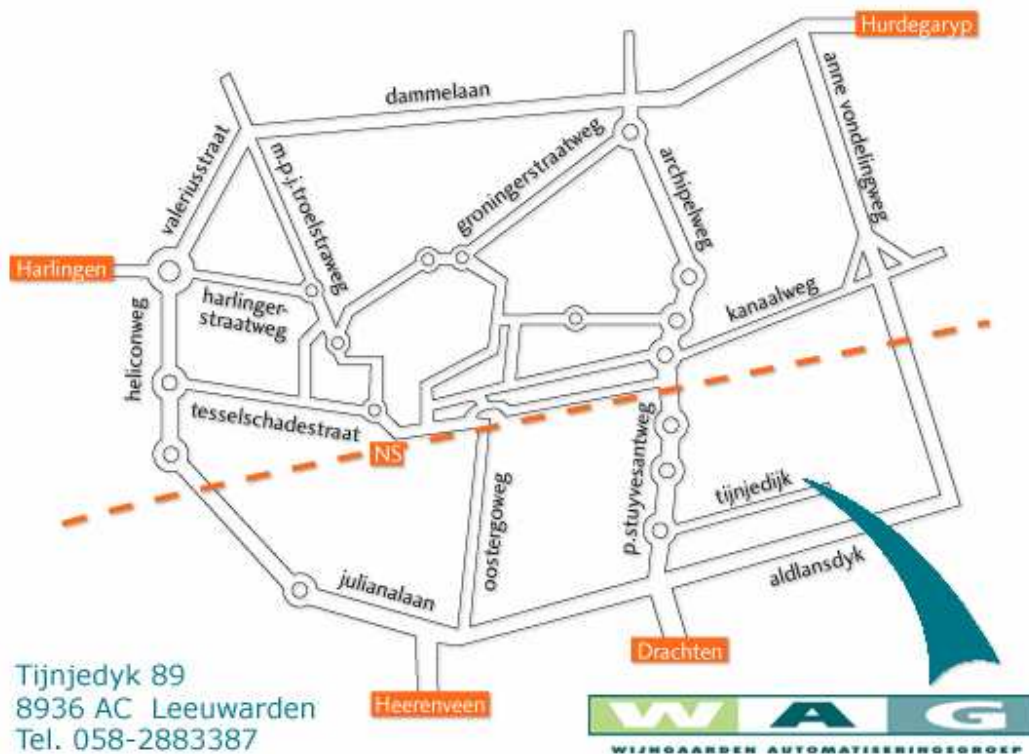 Hurdegaryp
dammelaan
anne vondelingweg
valeriusstraat
m.p.j.troelstraweg
groningerstraatweg
archipelweg
Harlingen
harlinger-
straatweg
kanaalweg
heliconweg
tesselschadestraat
NS
p.stuyvesantweg
tijnjedijk
oostergoweg
julianalaan
aldlansdyk
Drachten
Heerenveen
Tijnjedyk 89
8936 AC Leeuwarden
Tel. 058-2883387
WAG
WIJNGAARDEN AUTOMATISERINGSGROEP